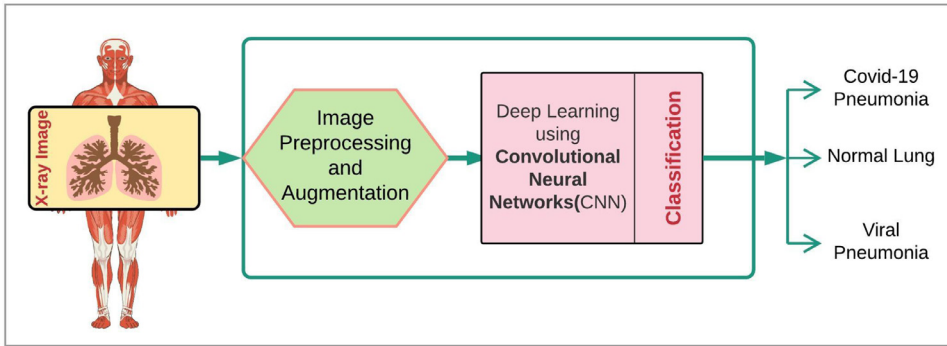 X-ray Image
Image
Preprocessing
and
Augmentation
Deep Learning
using
Convolutional
Neural
Networks(CNN)
Classification
Covid-19
Pneumonia
Normal Lung
Viral
Pneumonia